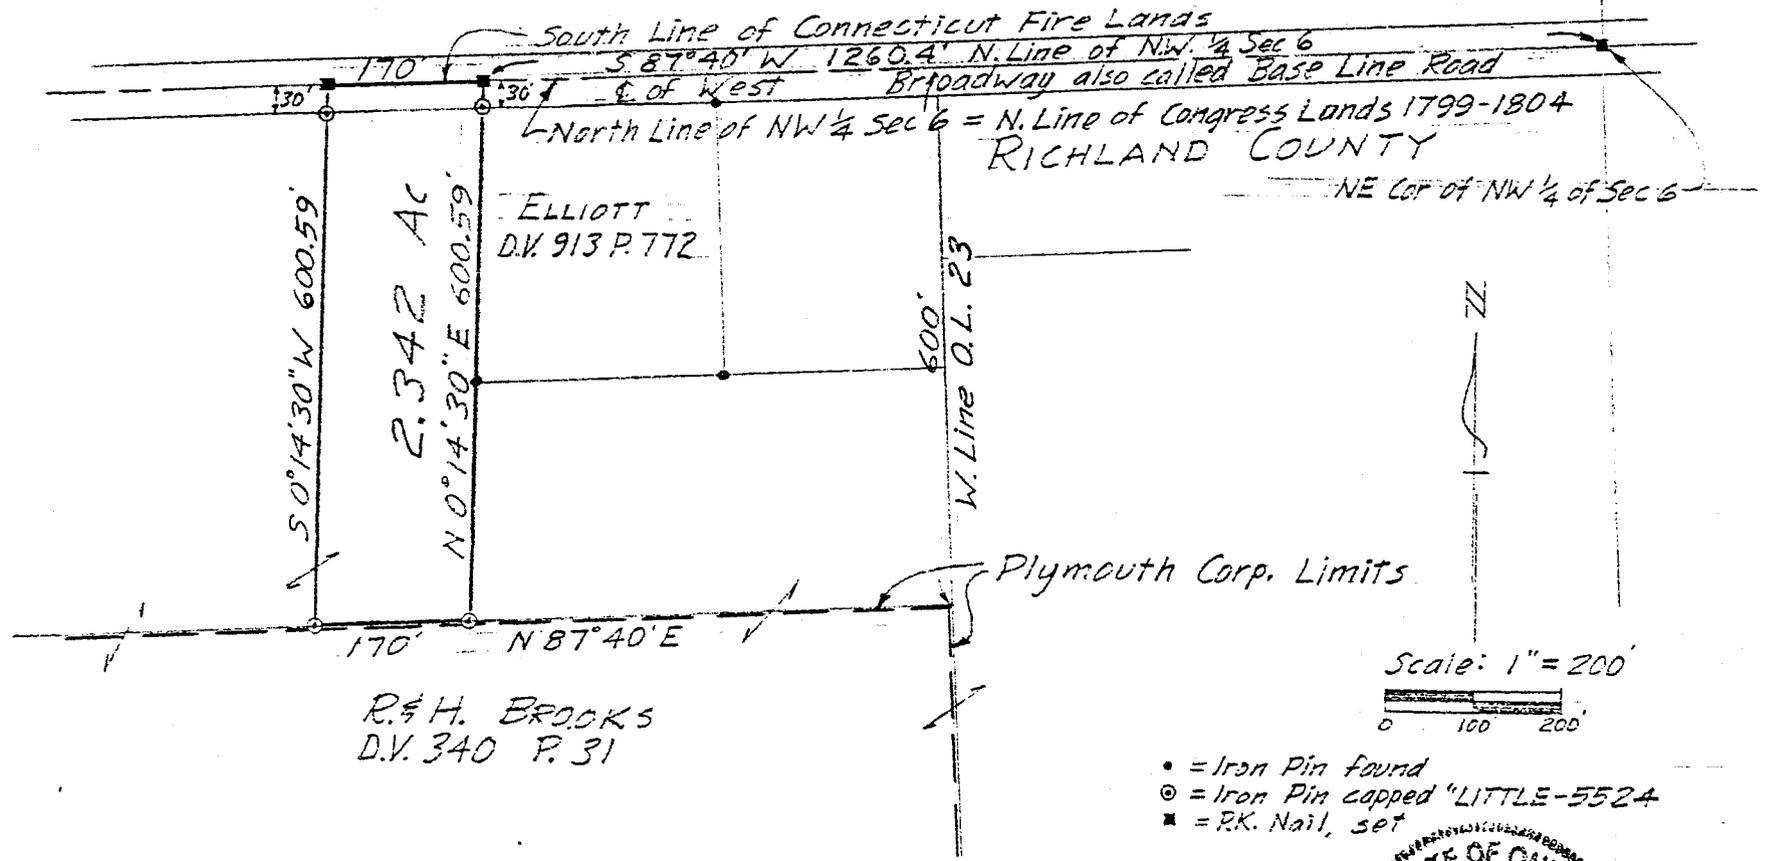 South Line of Connecticut Fire Lands
170'
S 87°40' W 1260.4' N. Line of N.W. ¼ Sec 6
℄ of West Broadway also called Base Line Road
30'
30'
North Line of NW ¼ Sec 6 = N. Line of Congress Lands 1799-1804
RICHLAND COUNTY
NE Cor of NW ¼ of Sec 6
ELLIOTT
D.V. 913 P. 772
S 0°14'30" W 600.59'
2.342 Ac
N 0°14'30" E 600.59'
600'
W. Line O.L. 23
N
Plymouth Corp. Limits
170'
N 87°40' E
R. & H. BROOKS
D.V. 340 P. 31
Scale: 1" = 200'
0 100' 200'
• = Iron Pin found
⊙ = Iron Pin capped "LITTLE-5524
■ = P.K. Nail, set
OF